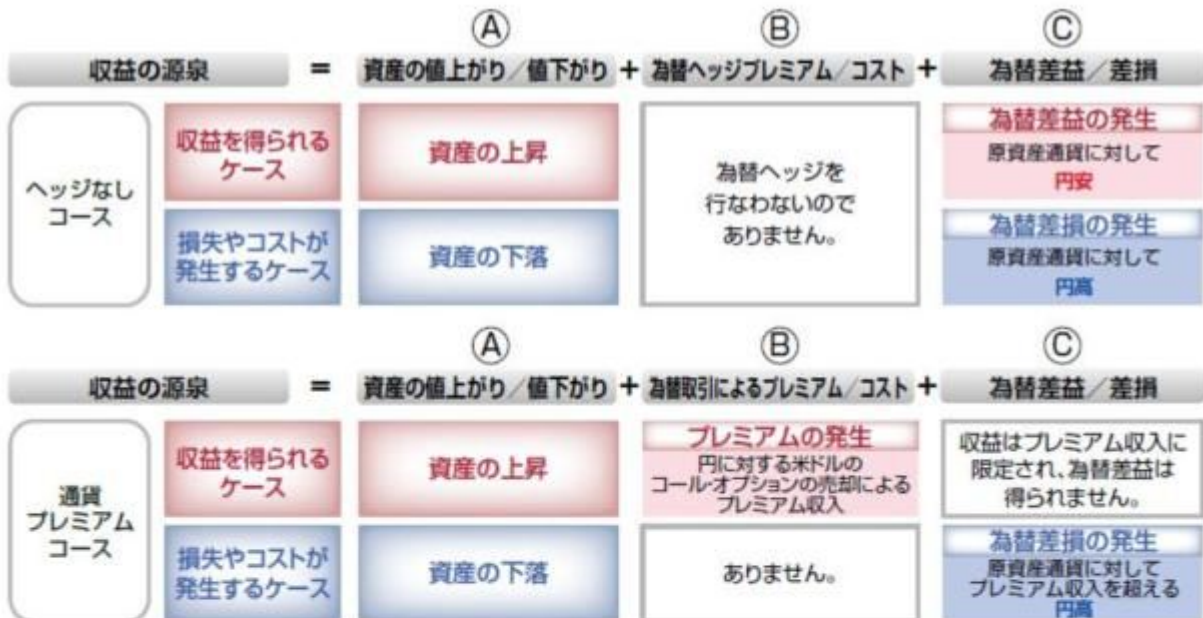 Ⓐ Ⓑ Ⓒ
収益の源泉 = 資産の値上がり／値下がり + 為替ヘッジプレミアム／コスト + 為替差益／差損
ヘッジなし
コース
収益を得られる
ケース
資産の上昇
為替ヘッジを
行なわないので
ありません。
為替差益の発生
原資産通貨に対して
円安
損失やコストが
発生するケース
資産の下落
為替差損の発生
原資産通貨に対して
円高
Ⓐ Ⓑ Ⓒ
収益の源泉 = 資産の値上がり／値下がり + 為替取引によるプレミアム／コスト + 為替差益／差損
通貨
プレミアム
コース
収益を得られる
ケース
資産の上昇
プレミアムの発生
円に対する米ドルの
コール・オプションの売却による
プレミアム収入
収益はプレミアム収入に
限定され、為替差益は
得られません。
損失やコストが
発生するケース
資産の下落
ありません。
為替差損の発生
原資産通貨に対して
プレミアム収入を超える
円高